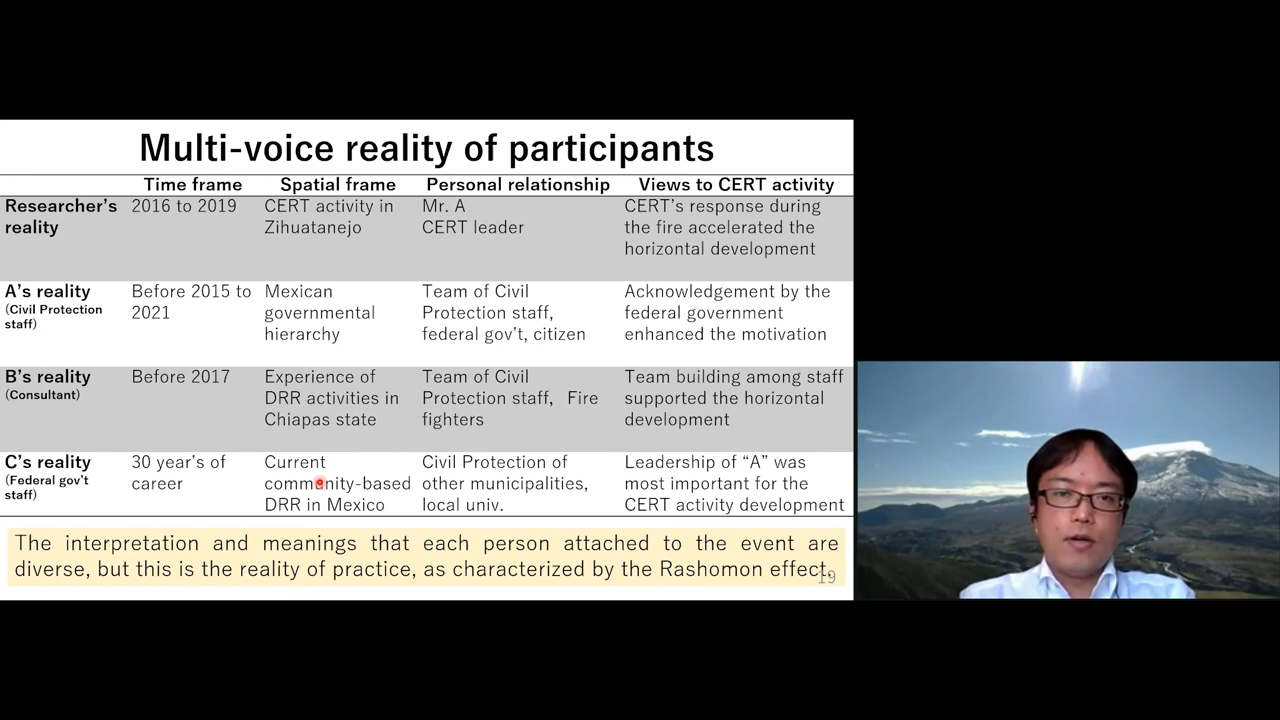 Multi-voice reality of participants
Time frame Spatial frame Personal relationship Views to CERT activity
Researcher's 2016 to 2019 CERT activity in Mr. A CERT's response during
reality Zihuatanejo CERT leader the fire accelerated the
horizontal development
A's reality Before 2015 to Mexican Team of Civil Acknowledgement by the
(Civil Protection 2021 governmental Protection staff, federal government
staff) hierarchy federal gov't, citizen enhanced the motivation
B's reality Before 2017 Experience of Team of Civil Team building among staff
(Consultant) DRR activities in Protection staff, Fire supported the horizontal
Chiapas state fighters development
C's reality 30 year's of Current Civil Protection of Leadership of “A” was
(Federal gov't career community-based other municipalities, most important for the
staff) DRR in Mexico local univ. CERT activity development
The interpretation and meanings that each person attached to the event are
diverse, but this is the reality of practice, as characterized by the Rashomon effect.
19